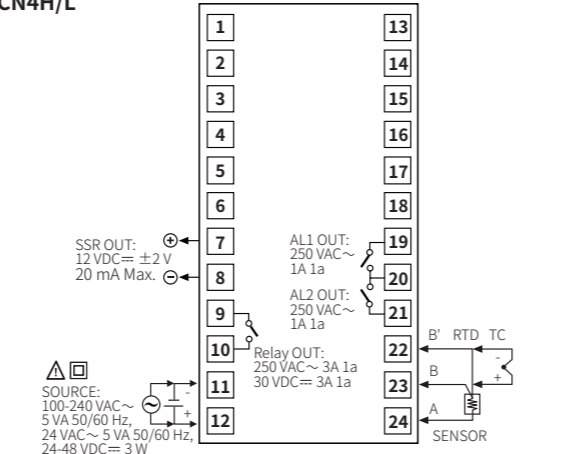 CN4H/L
1
13
2
14
3
15
4
16
5
17
6
18
SSR OUT:
12 VDC⎓ ±2 V
20 mA Max.
⊕
⊖
7
8
AL1 OUT:
250 VAC～
1A 1a
19
20
AL2 OUT:
250 VAC～
1A 1a
21
9
10
Relay OUT:
250 VAC～ 3A 1a
30 VDC⎓ 3A 1a
22
B' RTD TC
-
+
23
B
24
A
SENSOR
SOURCE:
100-240 VAC～
5 VA 50/60 Hz,
24 VAC～ 5 VA 50/60 Hz,
24-48 VDC⎓ 3 W
-
+
11
12